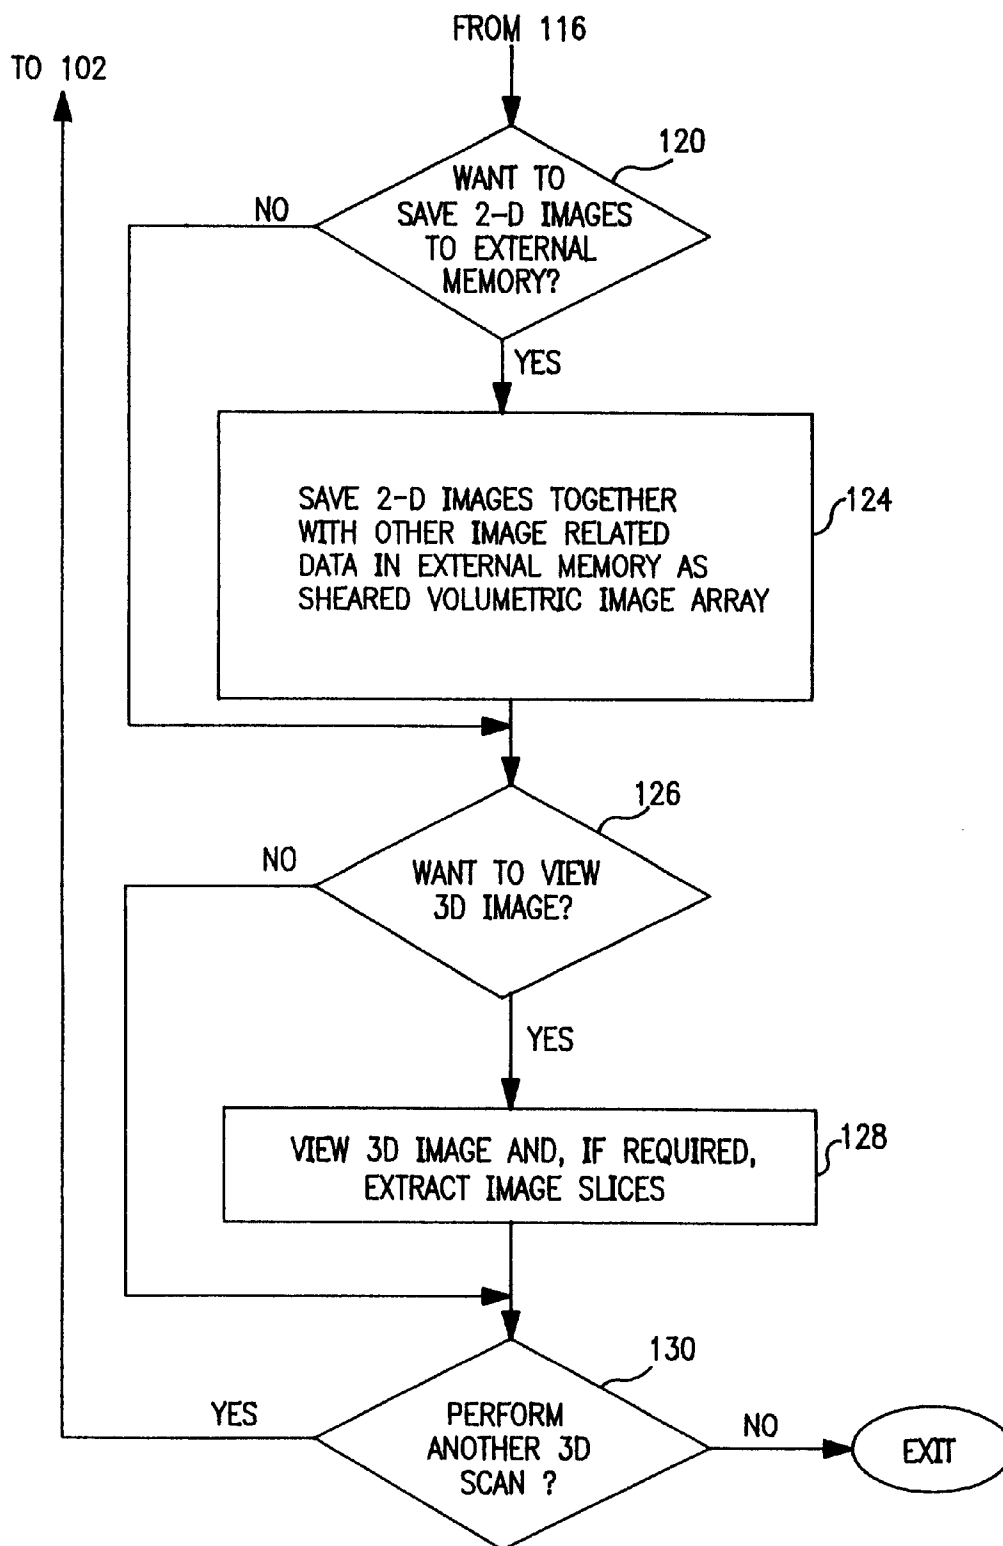 FROM 116
TO 102
120
WANT TO
SAVE 2-D IMAGES
TO EXTERNAL
MEMORY?
NO
YES
124
SAVE 2-D IMAGES TOGETHER
WITH OTHER IMAGE RELATED
DATA IN EXTERNAL MEMORY AS
SHEARED VOLUMETRIC IMAGE ARRAY
126
NO
WANT TO VIEW
3D IMAGE?
YES
128
VIEW 3D IMAGE AND, IF REQUIRED,
EXTRACT IMAGE SLICES
130
YES
PERFORM
ANOTHER 3D
SCAN ?
NO
EXIT